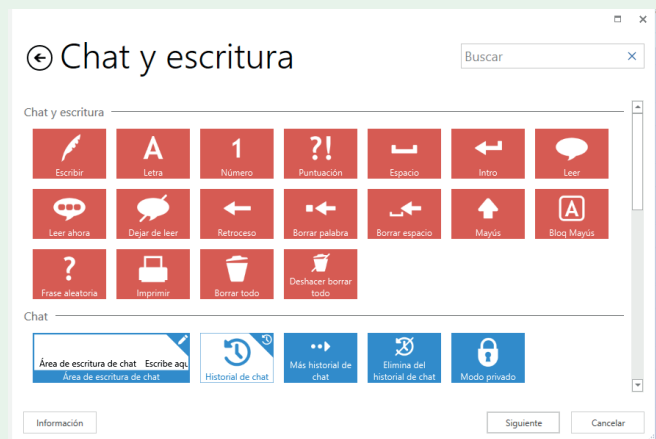 Chat y escritura
Buscar
Chat y escritura
A
1
?!
Escribir
Letra
Número
Puntuación
Espacio
Intro
Leer
A
Leer ahora
Dejar de leer
Retroceso
Borrar palabra
Borrar espacio
Mayús
Bloq Mayús
?
Frase aleatoria
Imprimir
Borrar todo
Deshacer borrar
todo
Chat
Área de escritura de chat Escribe aqu
Área de escritura de chat
Historial de chat
Más historial de
chat
Elimina del
historial de chat
Modo privado
Información
Siguiente
Cancelar